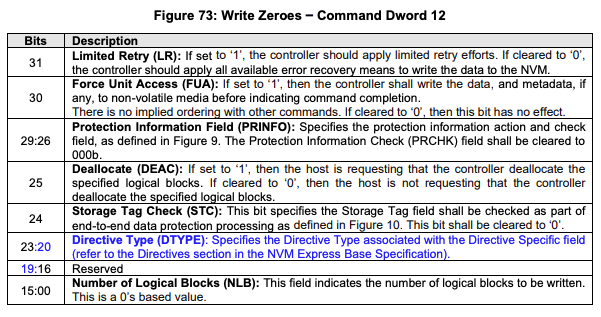 Figure 73: Write Zeroes – Command Dword 12
Bits Description
31 Limited Retry (LR): If set to '1', the controller should apply limited retry efforts. If cleared to '0',
the controller should apply all available error recovery means to write the data to the NVM.
30 Force Unit Access (FUA): If set to '1', then the controller shall write the data, and metadata, if
any, to non-volatile media before indicating command completion.
There is no implied ordering with other commands. If cleared to '0', then this bit has no effect.
29:26 Protection Information Field (PRINFO): Specifies the protection information action and check
field, as defined in Figure 9. The Protection Information Check (PRCHK) field shall be cleared to
000b.
25 Deallocate (DEAC): If set to '1', then the host is requesting that the controller deallocate the
specified logical blocks. If cleared to '0', then the host is not requesting that the controller
deallocate the specified logical blocks.
24 Storage Tag Check (STC): This bit specifies the Storage Tag field shall be checked as part of
end-to-end data protection processing as defined in Figure 10. This bit shall be cleared to '0'.
23:20 Directive Type (DTYPE): Specifies the Directive Type associated with the Directive Specific field
(refer to the Directives section in the NVM Express Base Specification).
19:16 Reserved
15:00 Number of Logical Blocks (NLB): This field indicates the number of logical blocks to be written.
This is a 0's based value.